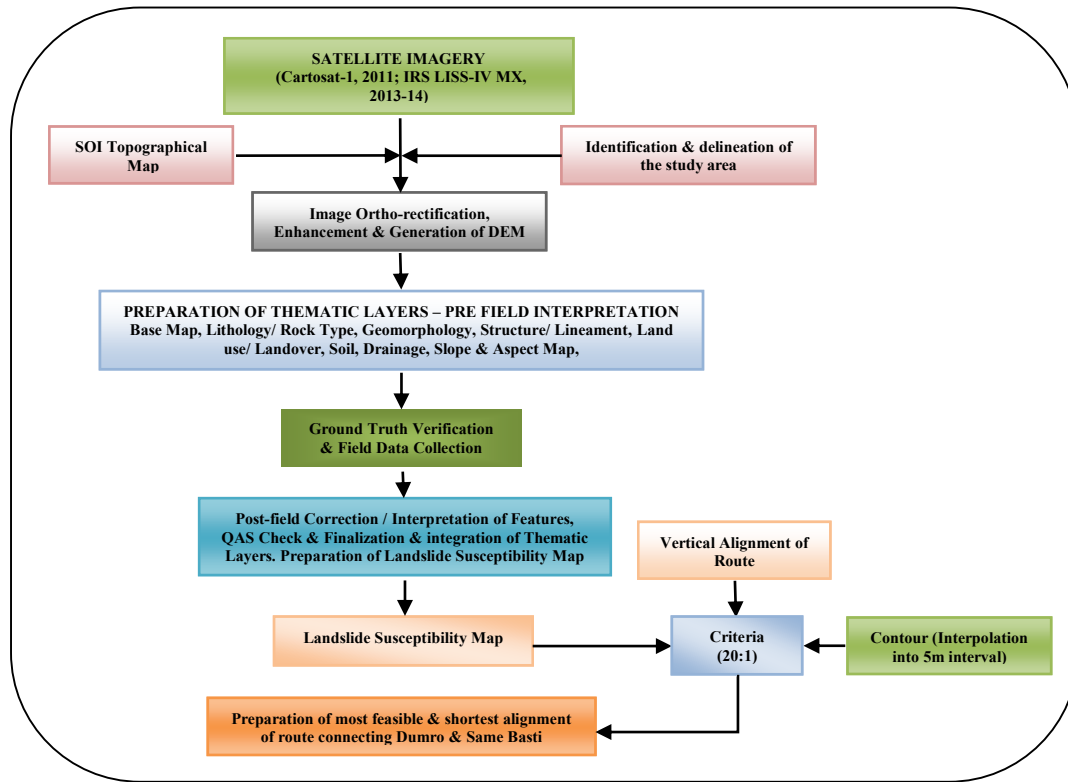 SATELLITE IMAGERY
(Cartosat-1, 2011; IRS LISS-IV MX,
2013-14)
SOI Topographical
Map
Identification & delineation of
the study area
Image Ortho-rectification,
Enhancement & Generation of DEM
PREPARATION OF THEMATIC LAYERS – PRE FIELD INTERPRETATION
Base Map, Lithology/ Rock Type, Geomorphology, Structure/ Lineament, Land
use/ Landover, Soil, Drainage, Slope & Aspect Map,
Ground Truth Verification
& Field Data Collection
Post-field Correction / Interpretation of Features,
QAS Check & Finalization & integration of Thematic
Layers. Preparation of Landslide Susceptibility Map
Vertical Alignment of
Route
Landslide Susceptibility Map
Criteria
(20:1)
Contour (Interpolation
into 5m interval)
Preparation of most feasible & shortest alignment
of route connecting Dumro & Same Basti